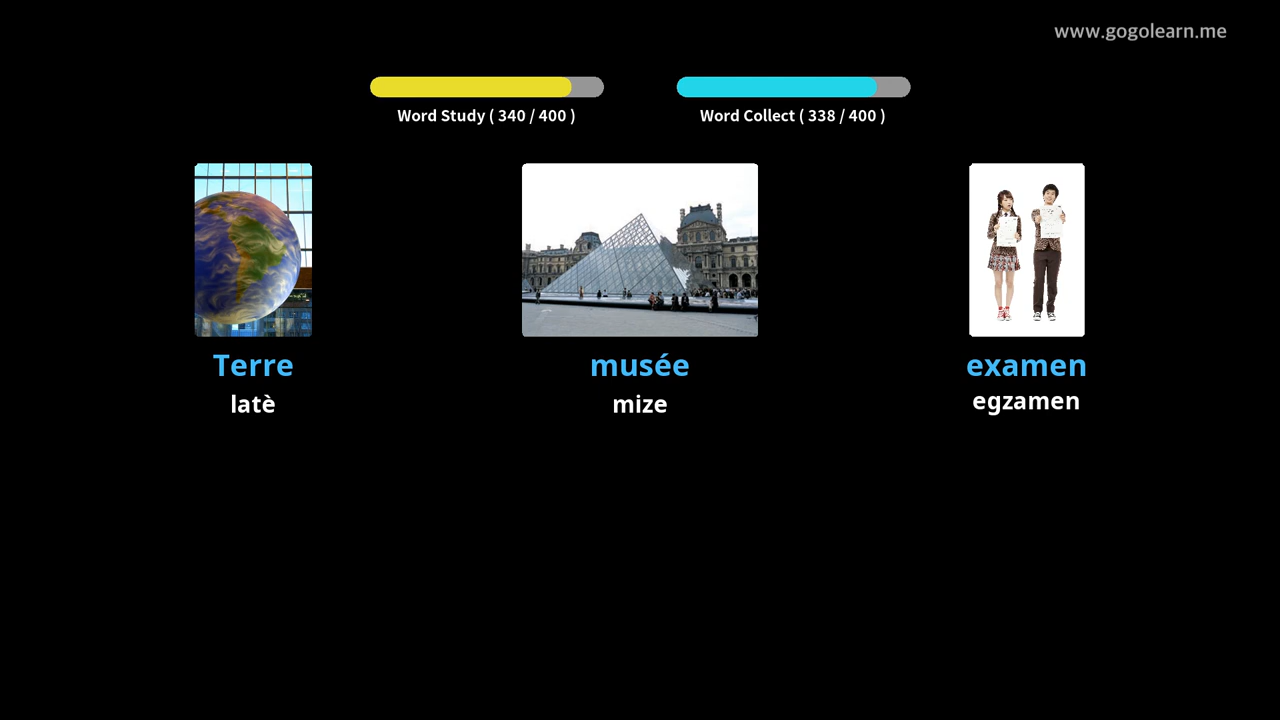 www.gogolearn.me
Word Study ( 340 / 400 )
Word Collect ( 338 / 400 )
Terre
latè
musée
mize
examen
egzamen